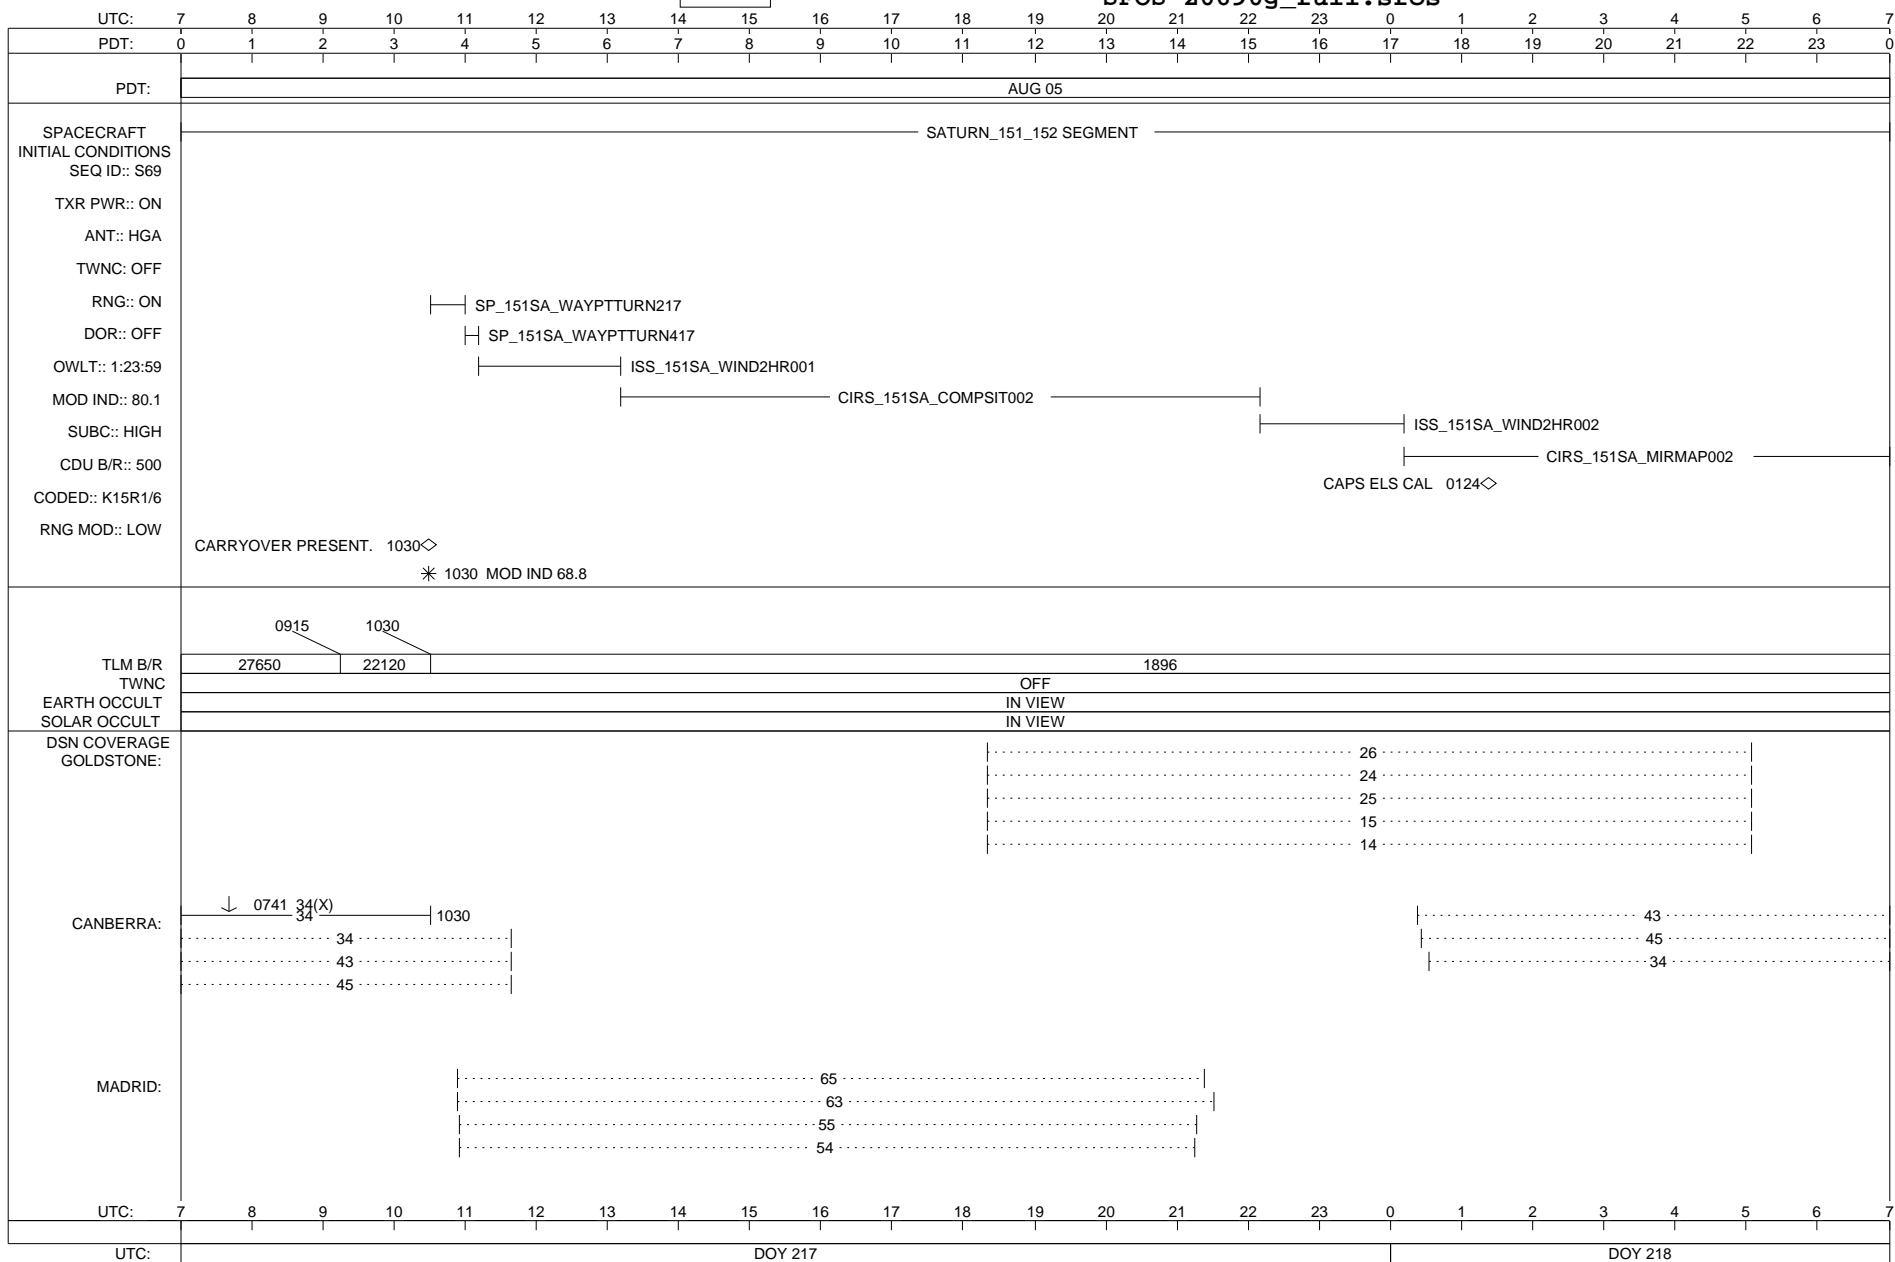 UTC: 7 8 9 10 11 12 13 14 15 16 17 18 19 20 21 22 23 0 1 2 3 4 5 6 7
PDT: 0 1 2 3 4 5 6 7 8 9 10 11 12 13 14 15 16 17 18 19 20 21 22 23 0
PDT: AUG 05
SPACECRAFT SATURN_151_152 SEGMENT
INITIAL CONDITIONS
SEQ ID:: S69
TXR PWR:: ON
ANT:: HGA
TWNC: OFF
RNG:: ON SP_151SA_WAYPTTURN217
DOR:: OFF SP_151SA_WAYPTTURN417
OWLT:: 1:23:59 ISS_151SA_WIND2HR001
MOD IND:: 80.1 CIRS_151SA_COMPSIT002
SUBC:: HIGH ISS_151SA_WIND2HR002
CDU B/R:: 500 CIRS_151SA_MIRMAP002
CAPS ELS CAL 0124
CODED:: K15R1/6
RNG MOD:: LOW
CARRYOVER PRESENT. 1030
1030 MOD IND 68.8
0915 1030
TLM B/R 27650 22120 1896
TWNC OFF
EARTH OCCULT IN VIEW
SOLAR OCCULT IN VIEW
DSN COVERAGE
GOLDSTONE: 26
24
25
15
14
0741 34(X)
CANBERRA: 34 1030 43
34 45
43 34
45
MADRID: 65
63
55
54
UTC: 7 8 9 10 11 12 13 14 15 16 17 18 19 20 21 22 23 0 1 2 3 4 5 6 7
UTC: DOY 217 DOY 218